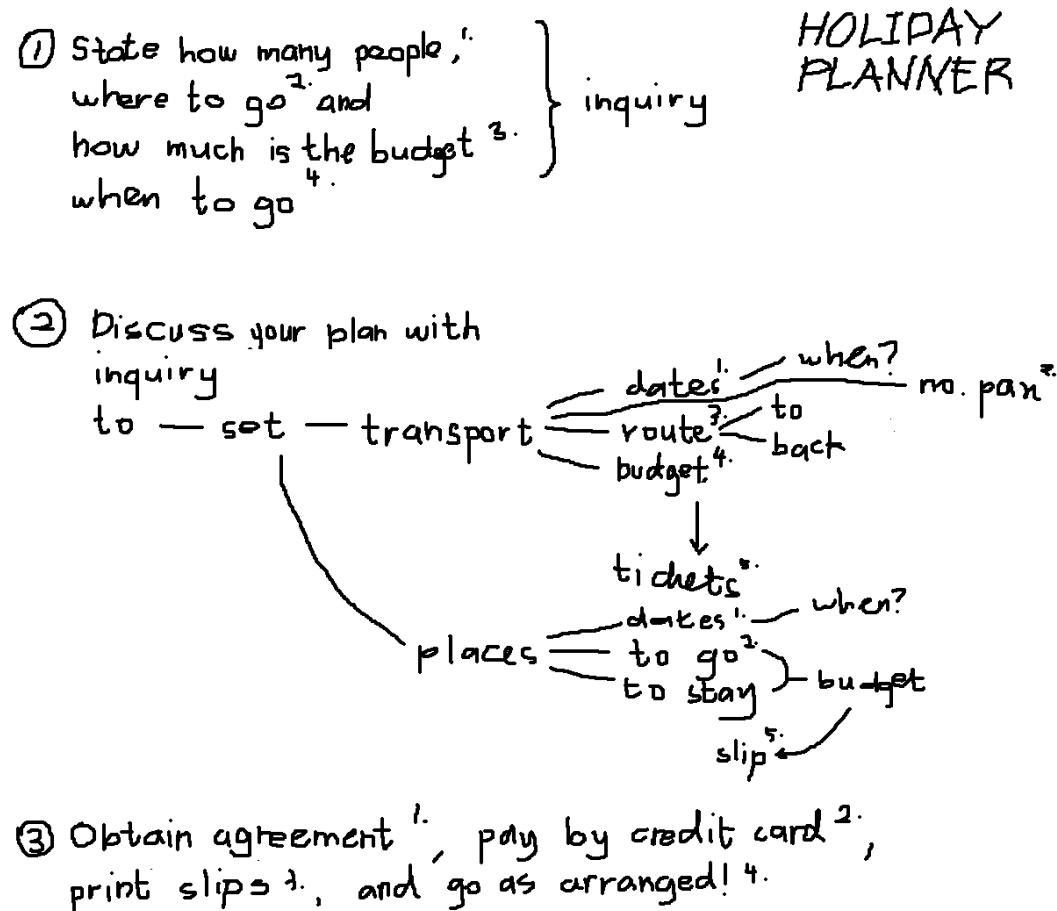 HOLIDAY
PLANNER
① State how many people,1.
where to go2. and
how much is the budget3.
when to go4.
inquiry
② Discuss your plan with
inquiry
to — set — transport
dates1.
when?
no. pax2.
route3.
to
back
budget4.
tickets5.
places
dates1.
when?
to go2.
to stay
budget
slip5.
③ Obtain agreement1., pay by credit card2.,
print slips3., and go as arranged!4.